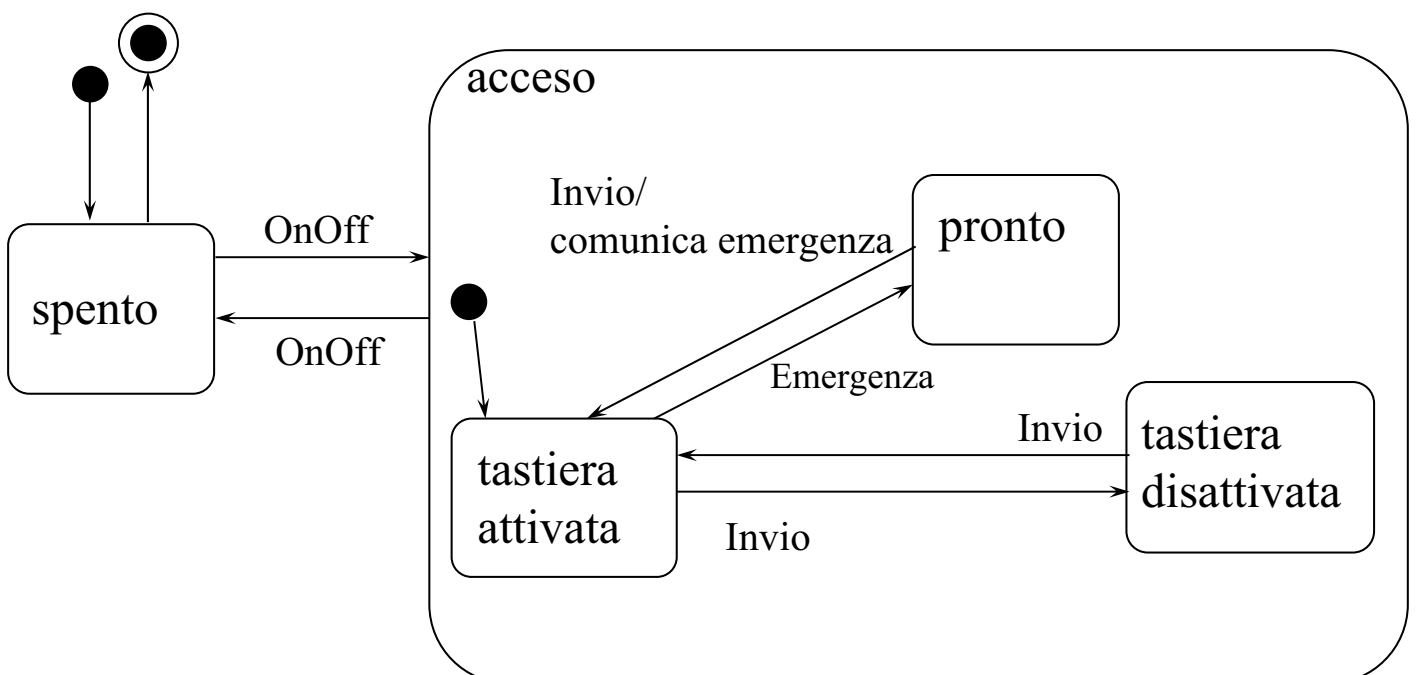 acceso
Invio/
comunica emergenza
pronto
OnOff
spento
OnOff
Emergenza
Invio
tastiera
disattivata
tastiera
attivata
Invio